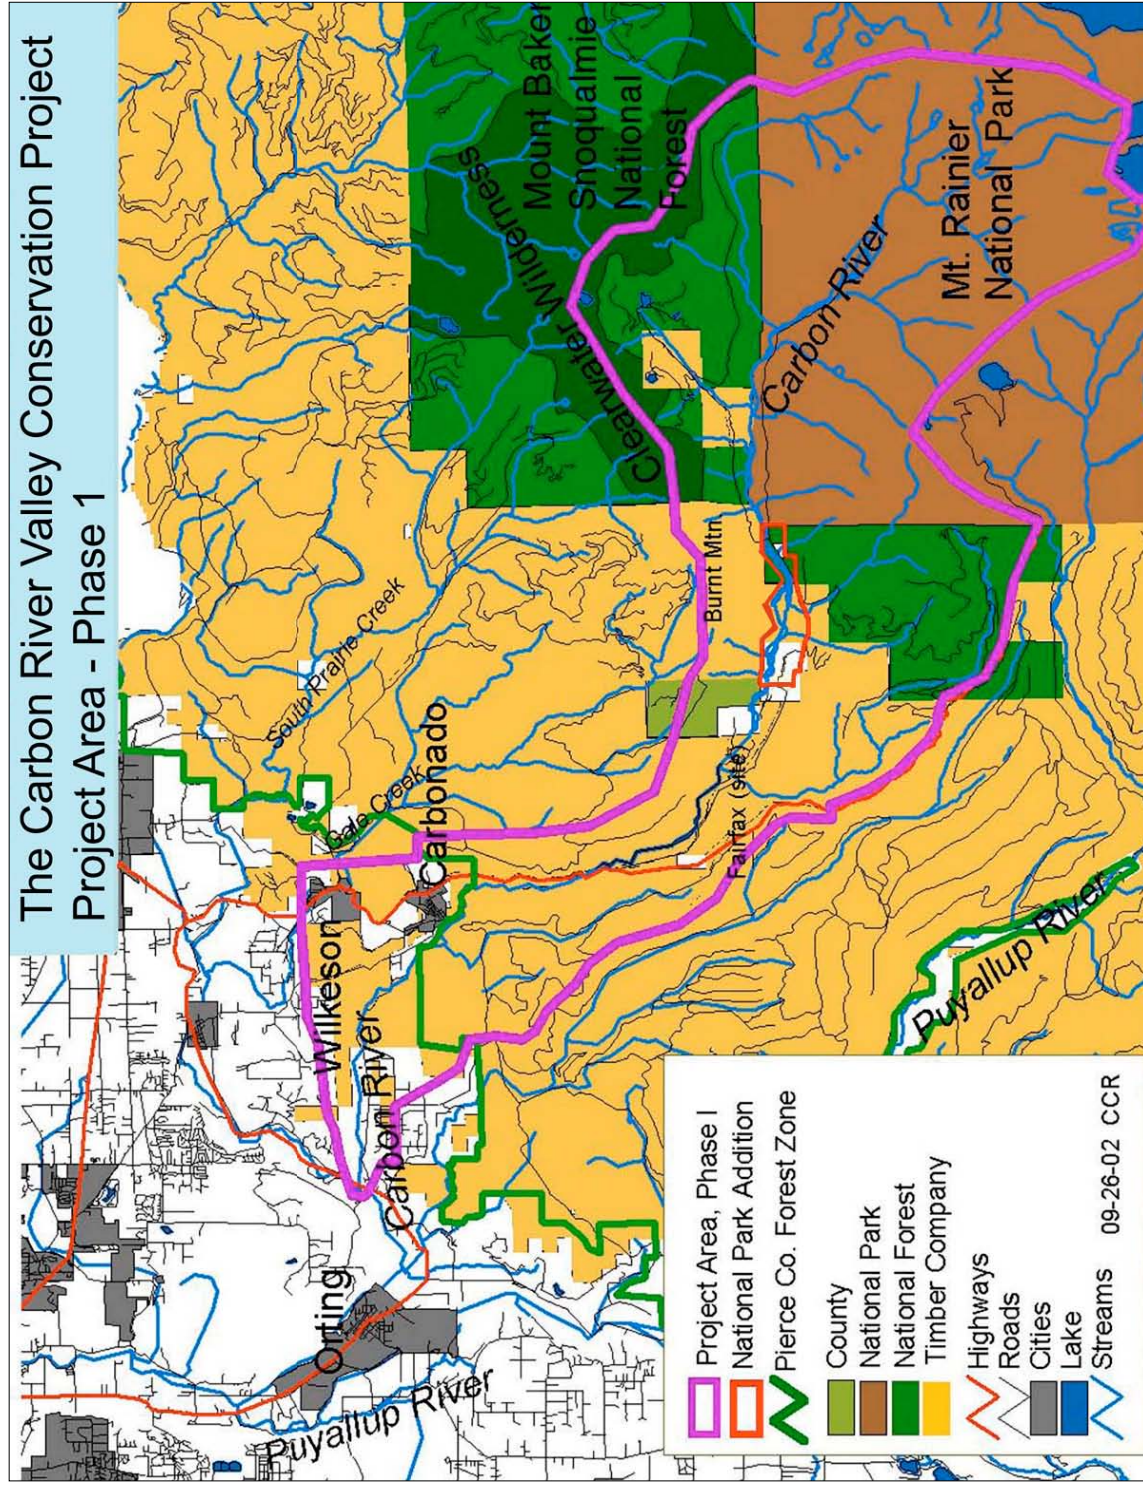 The Carbon River Valley Conservation Project
Project Area - Phase 1
Mount Baker
Snoqualmie
National
Forest
Clearwater Wilderness
Mt. Rainier
National Park
Carbon River
South Prairie Creek
Burnt Mtn
Gale Creek
Carbonado
Fairfax (site)
Wilkeson
Carbon River
Puyallup River
Orting
Puyallup River
Project Area, Phase I
National Park Addition
Pierce Co. Forest Zone
County
National Park
National Forest
Timber Company
Highways
Roads
Cities
Lake
Streams 09-26-02 CCR